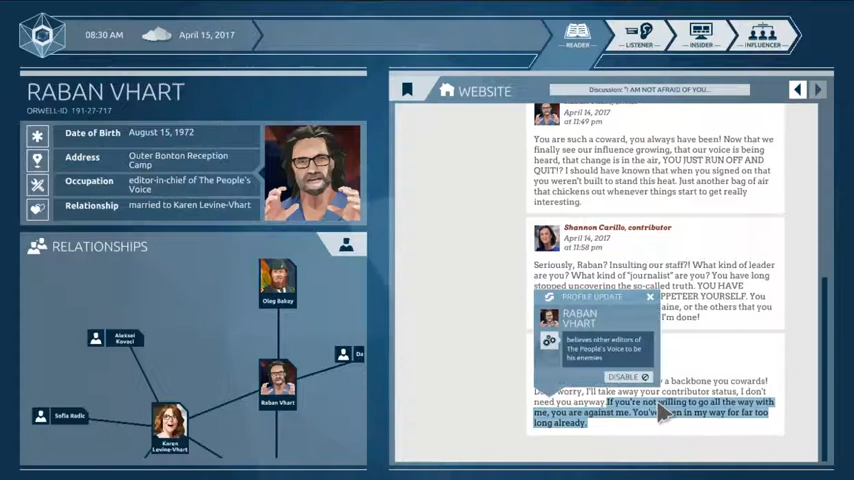 08:30 AM
April 15, 2017
READER
LISTENER
INSIDER
INFLUENCER
RABAN VHART
ORWELL-ID 191-27-717
Date of Birth
August 15, 1972
Address
Outer Bonton Reception
Camp
Occupation
editor-in-chief of The People's
Voice
Relationship
married to Karen Levine-Vhart
RELATIONSHIPS
Oleg Bakay
Aleksei
Kovaci
Da
Raban Vhart
Sofia Radic
Karen
Levine-Vhart
WEBSITE
Discussion: "I AM NOT AFRAID OF YOU...
April 14, 2017
at 11:49 pm
You are such a coward, you always have been! Now that we
finally see our influence growing, that our voice is being
heard, that change is in the air, YOU JUST RUN OFF AND
QUIT!? I should have known that when you signed on that
you weren't built to stand this heat. Just another bag of air
that chickens out whenever things start to get really
interesting.
Shannon Carillo, contributor
April 14, 2017
at 11:58 pm
Seriously, Raban? Insulting our staff?! What kind of leader
are you? What kind of "journalist" are you? You have long
stopped uncovering the so-called truth. YOU HAVE
PPETEER YOURSELF. You
aine, or the others that you
I'm done!
PROFILE UPDATE
RABAN
VHART
believes other editors of
The People's Voice to be
his enemies
DISABLE
a backbone you cowards!
worry, I'll take away your contributor status, I don't
need you anyway. If you're not willing to go all the way with
me, you are against me. You've been in my way for far too
long already.